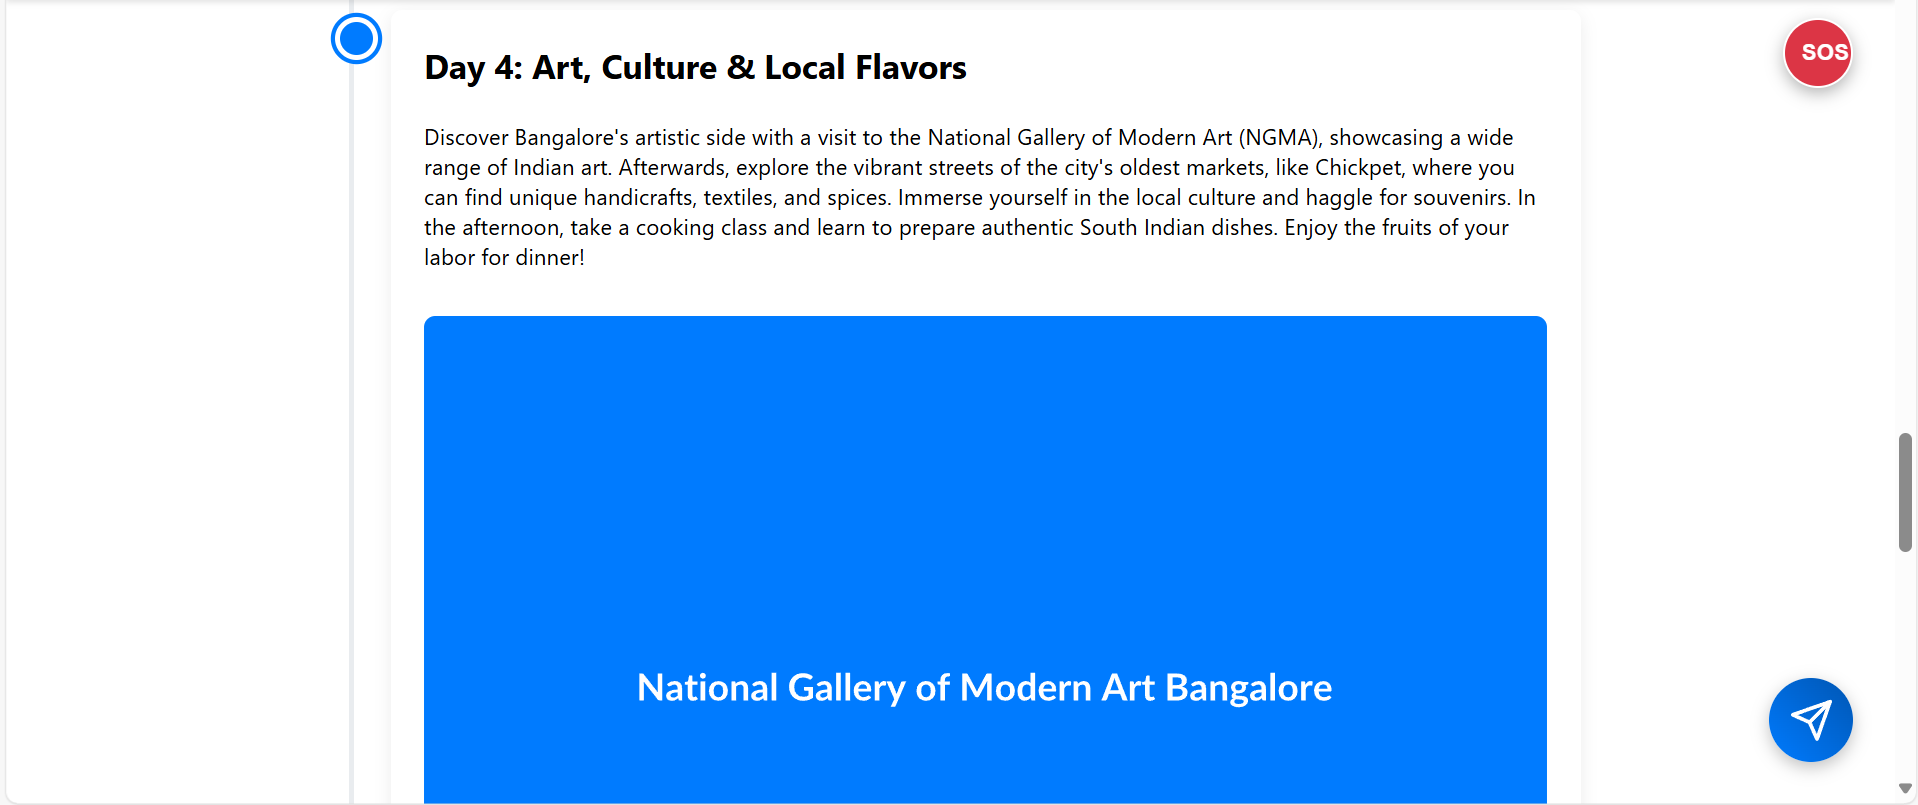 Day 4: Art, Culture & Local Flavors
SOS
Discover Bangalore's artistic side with a visit to the National Gallery of Modern Art (NGMA), showcasing a wide
range of Indian art. Afterwards, explore the vibrant streets of the city's oldest markets, like Chickpet, where you
can find unique handicrafts, textiles, and spices. Immerse yourself in the local culture and haggle for souvenirs. In
the afternoon, take a cooking class and learn to prepare authentic South Indian dishes. Enjoy the fruits of your
labor for dinner!
National Gallery of Modern Art Bangalore